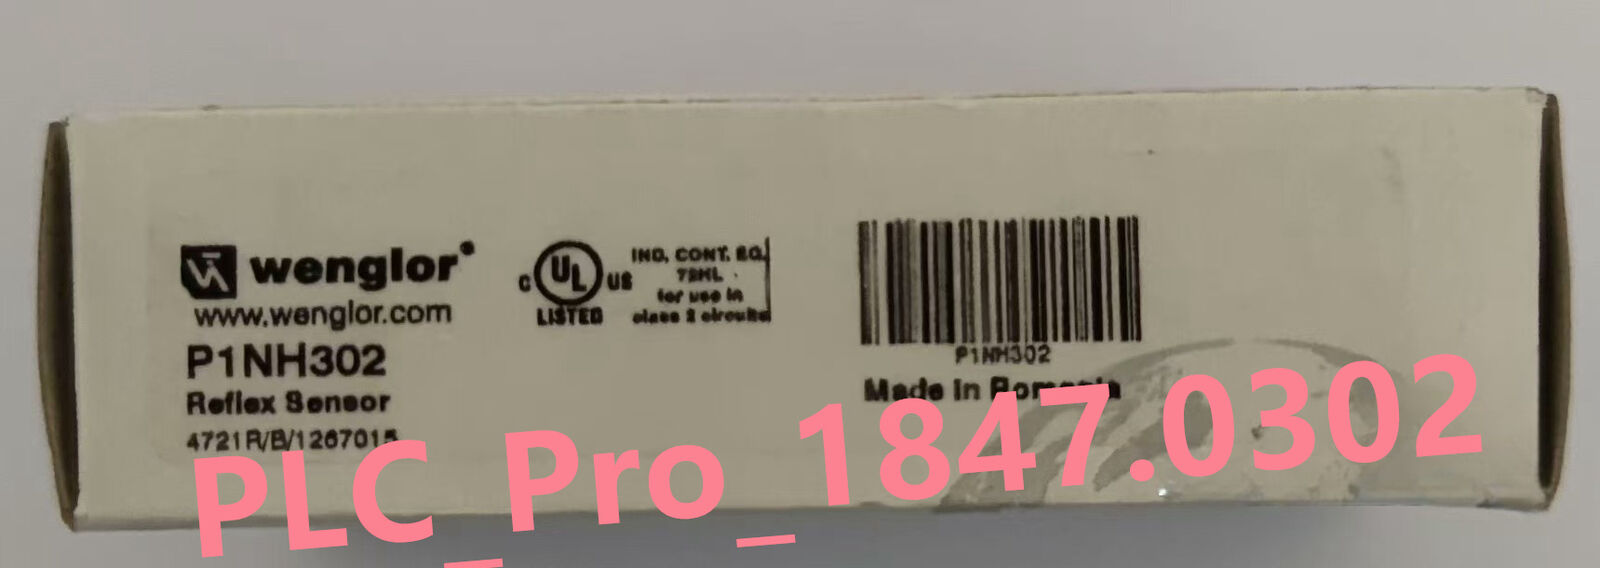 wenglor®
www.wenglor.com
P1NH302
Reflex Sensor
4721R/B/1267015
C UL US
LISTED
IND. CONT. EQ.
72HL
for use in
class 2 circuits
P1NH302
Made in Romania
PLC_Pro_1847.0302